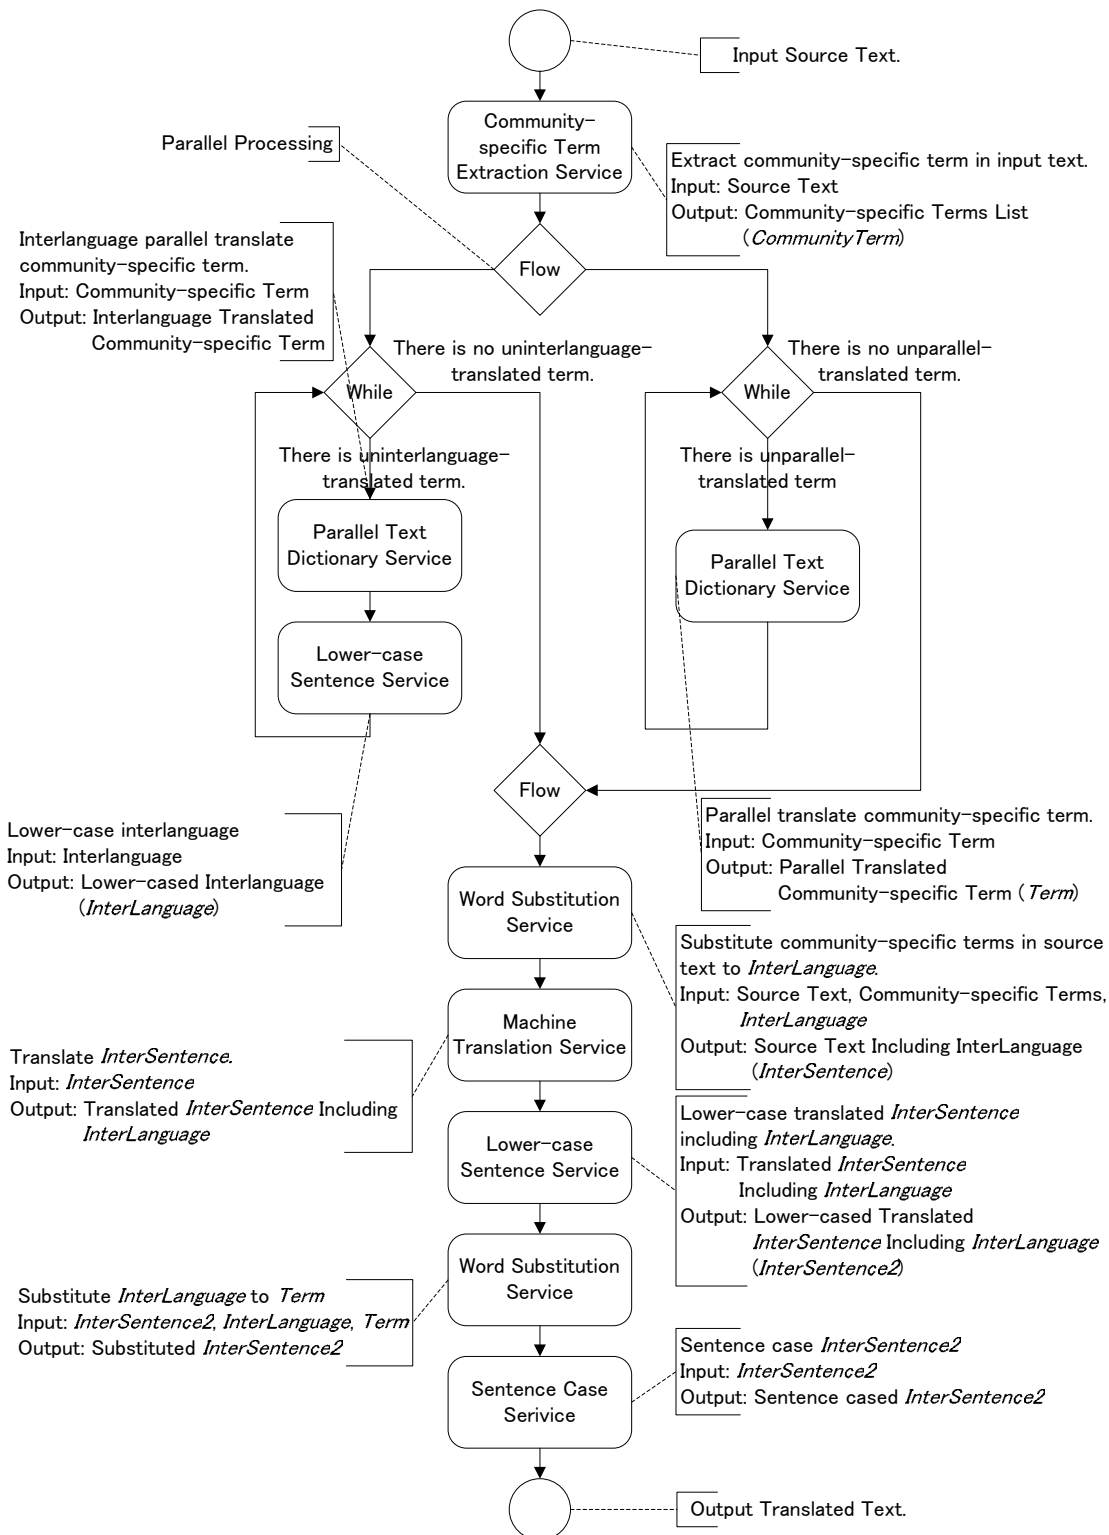 Input Source Text.
Community-
specific Term
Extraction Service
Parallel Processing
Extract community-specific term in input text.
Input: Source Text
Output: Community-specific Terms List
(CommunityTerm)
Interlanguage parallel translate
community-specific term.
Input: Community-specific Term
Output: Interlanguage Translated
Community-specific Term
Flow
There is no uninterlanguage-
translated term.
There is no unparallel-
translated term.
While
While
There is uninterlanguage-
translated term.
There is unparallel-
translated term
Parallel Text
Dictionary Service
Parallel Text
Dictionary Service
Lower-case
Sentence Service
Flow
Lower-case interlanguage
Input: Interlanguage
Output: Lower-cased Interlanguage
(InterLanguage)
Parallel translate community-specific term.
Input: Community-specific Term
Output: Parallel Translated
Community-specific Term (Term)
Word Substitution
Service
Substitute community-specific terms in source
text to InterLanguage.
Input: Source Text, Community-specific Terms,
InterLanguage
Output: Source Text Including InterLanguage
(InterSentence)
Machine
Translation Service
Translate InterSentence.
Input: InterSentence
Output: Translated InterSentence Including
InterLanguage
Lower-case
Sentence Service
Lower-case translated InterSentence
including InterLanguage.
Input: Translated InterSentence
Including InterLanguage
Output: Lower-cased Translated
InterSentence Including InterLanguage
(InterSentence2)
Word Substitution
Service
Substitute InterLanguage to Term
Input: InterSentence2, InterLanguage, Term
Output: Substituted InterSentence2
Sentence Case
Serivice
Sentence case InterSentence2
Input: InterSentence2
Output: Sentence cased InterSentence2
Output Translated Text.